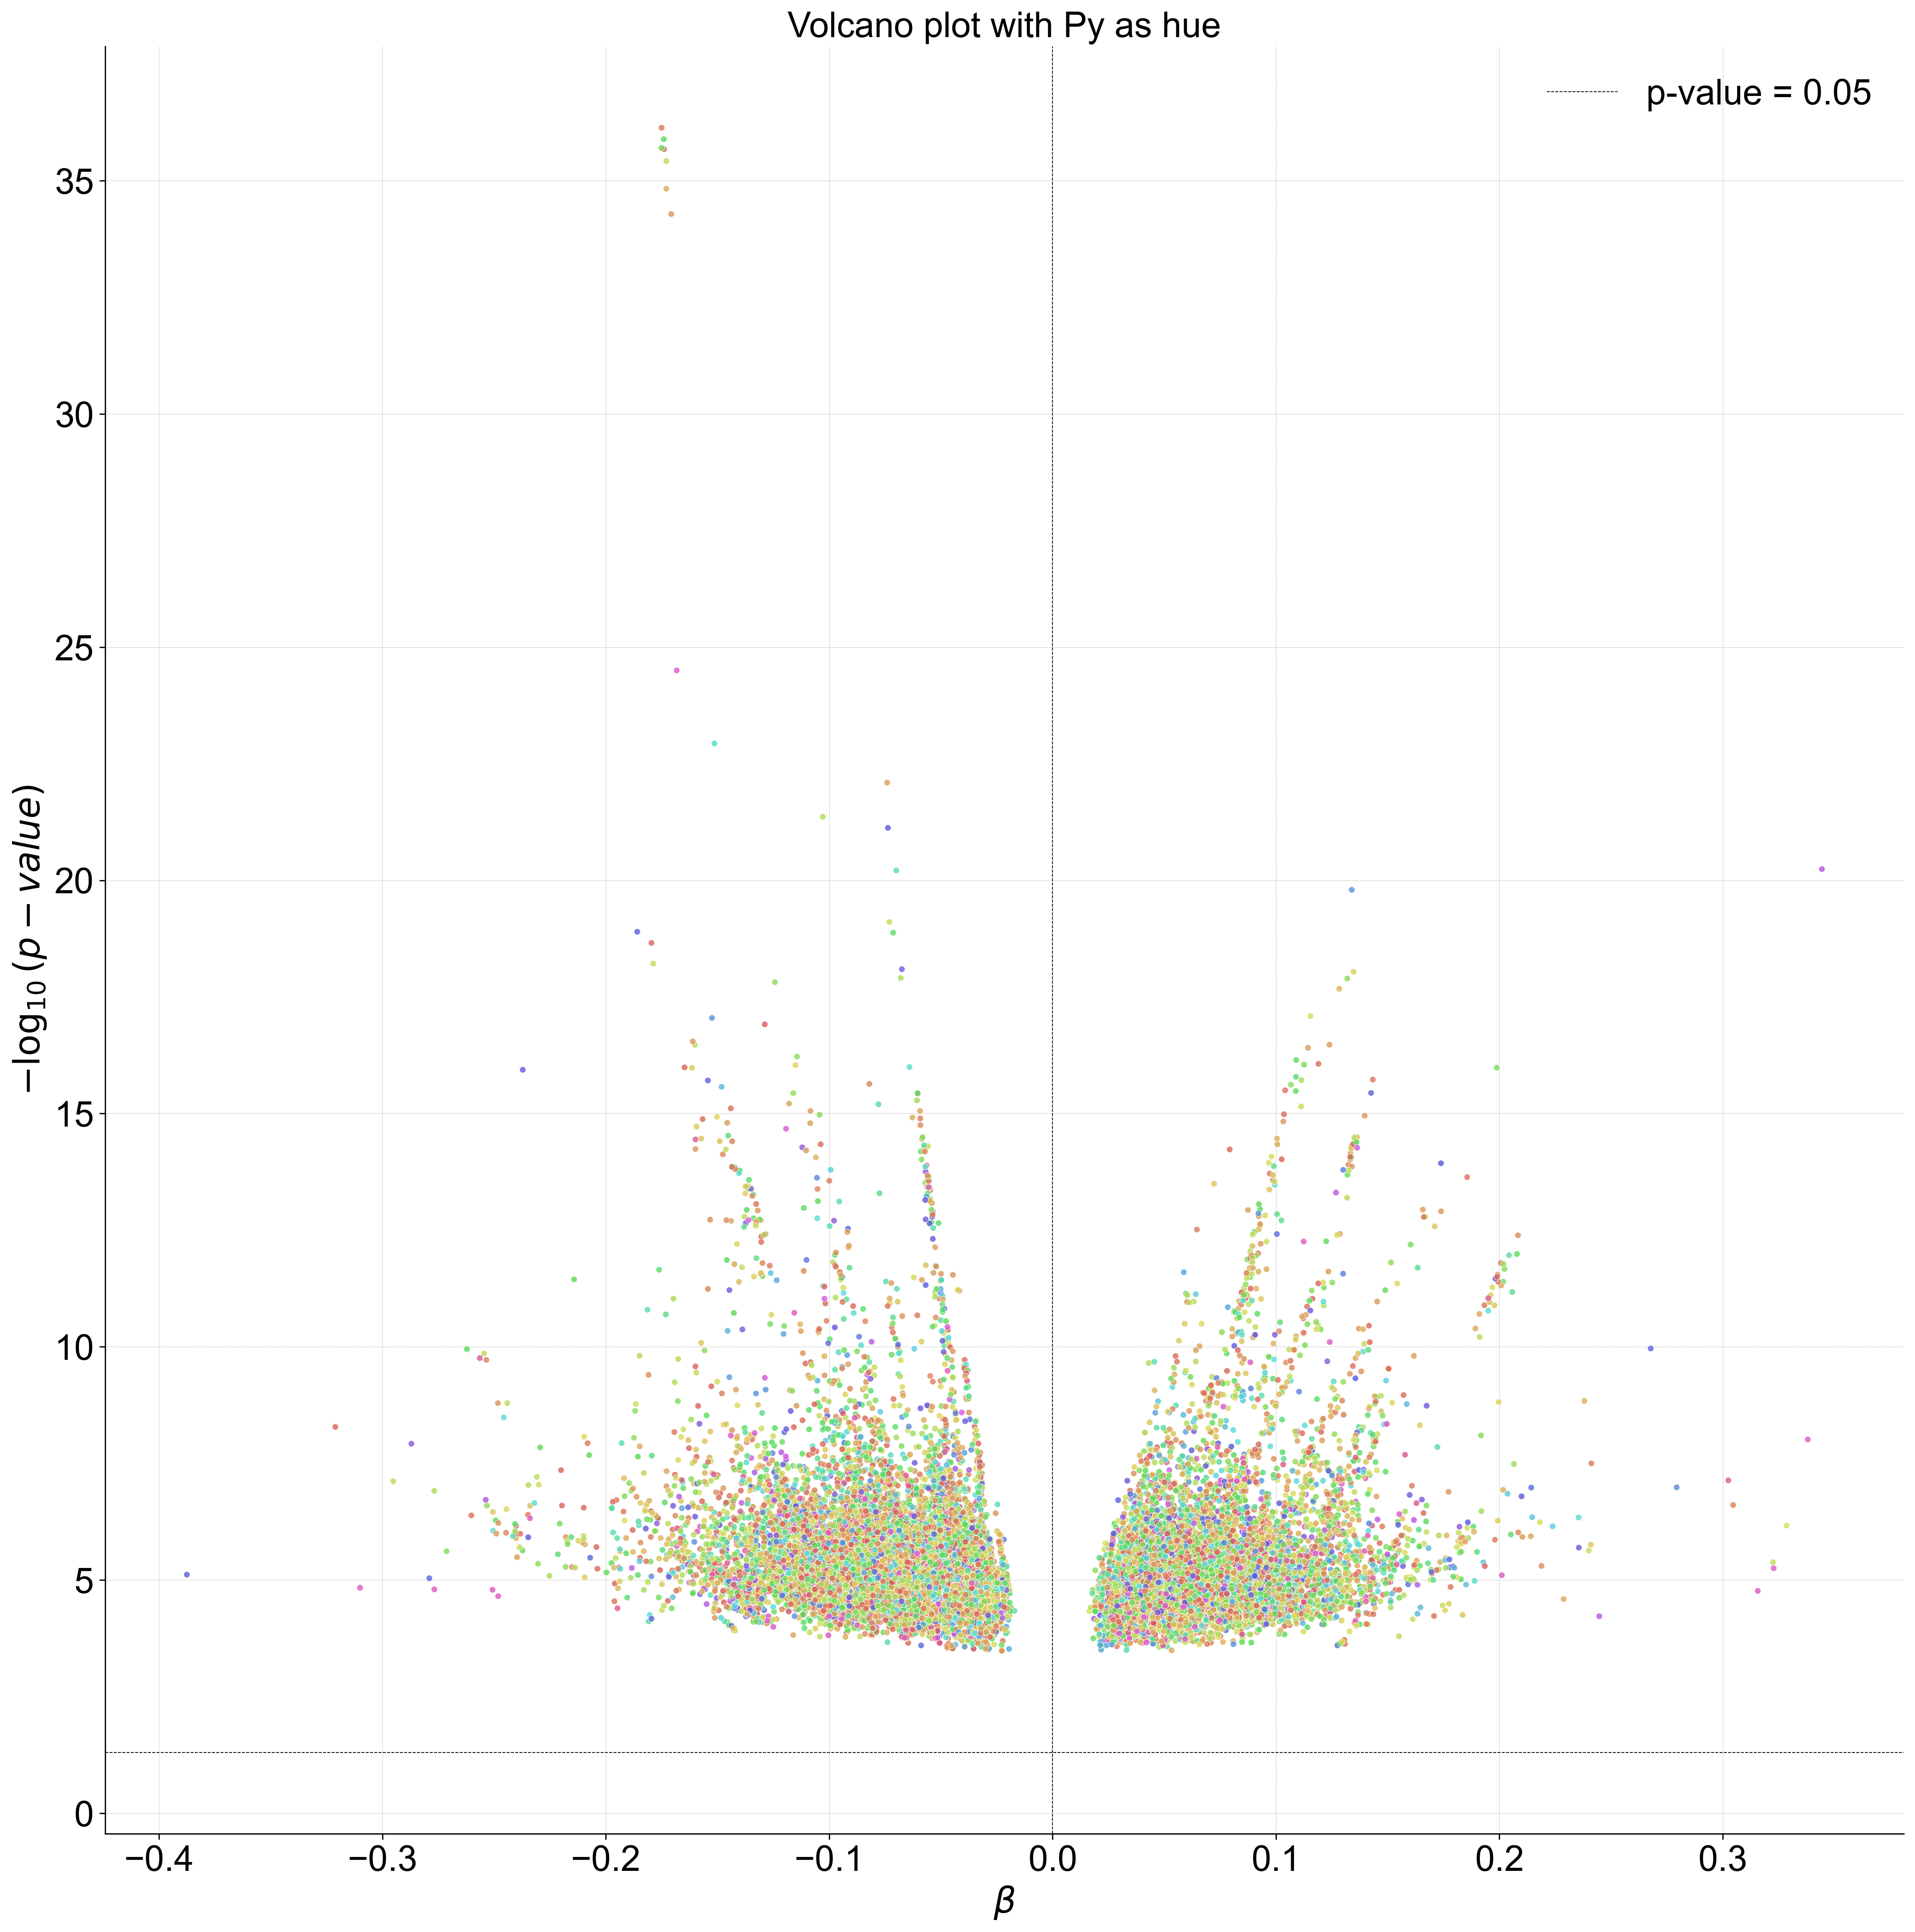 Volcano plot with Py as hue
p-value = 0.05
35
30
25
20
15
10
5
0
−log10 (p − value)
−0.4 −0.3 −0.2 −0.1 0.0 0.1 0.2 0.3
β